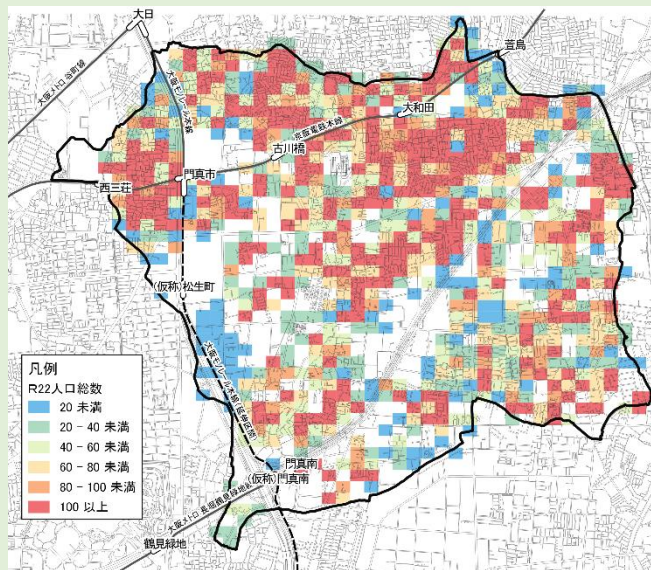 大日
萱島
大阪メトロ谷町線
大阪モノレール本線
大和田
京阪電鉄本線
古川橋
門真市
西三荘
(仮称)松生町
大阪モノレール本線(延伸区間)
凡例
R22人口総数
20 未満
20 - 40 未満
40 - 60 未満
60 - 80 未満
80 - 100 未満
100 以上
門真南
(仮称)門真南
大阪メトロ 長堀鶴見緑地線
鶴見緑地